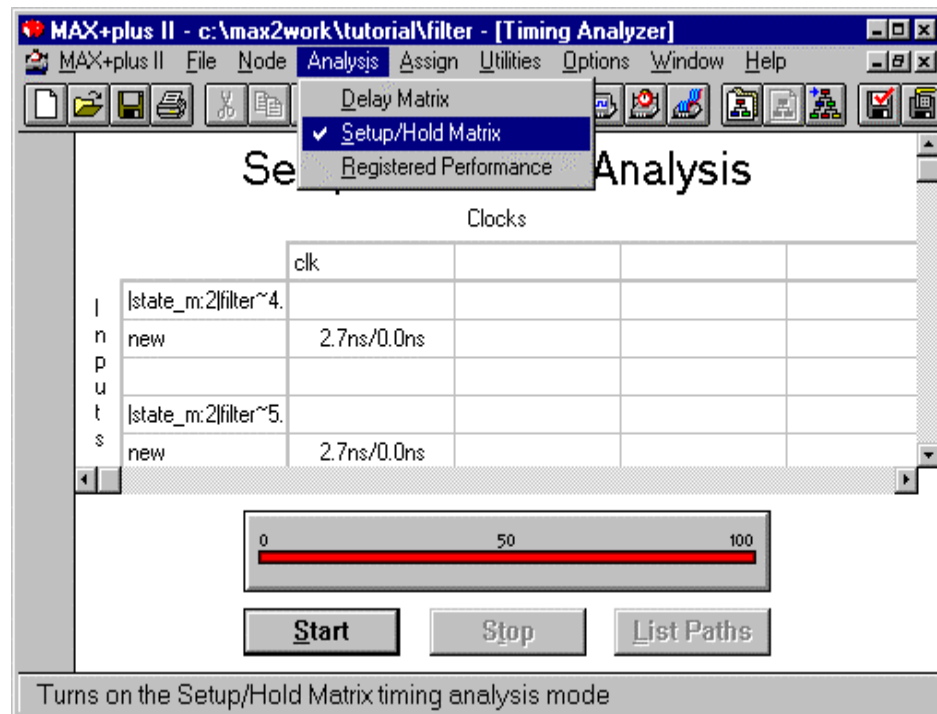 MAX+plus II - c:\max2work\tutorial\filter - [Timing Analyzer]
MAX+plus II File Node Analysis Assign Utilities Options Window Help
Delay Matrix
✓ Setup/Hold Matrix
Registered Performance
Se Analysis
Clocks
clk
Inputs
|state_m:2|filter~4.
new 2.7ns/0.0ns
|state_m:2|filter~5.
new 2.7ns/0.0ns
0 50 100
Start Stop List Paths
Turns on the Setup/Hold Matrix timing analysis mode